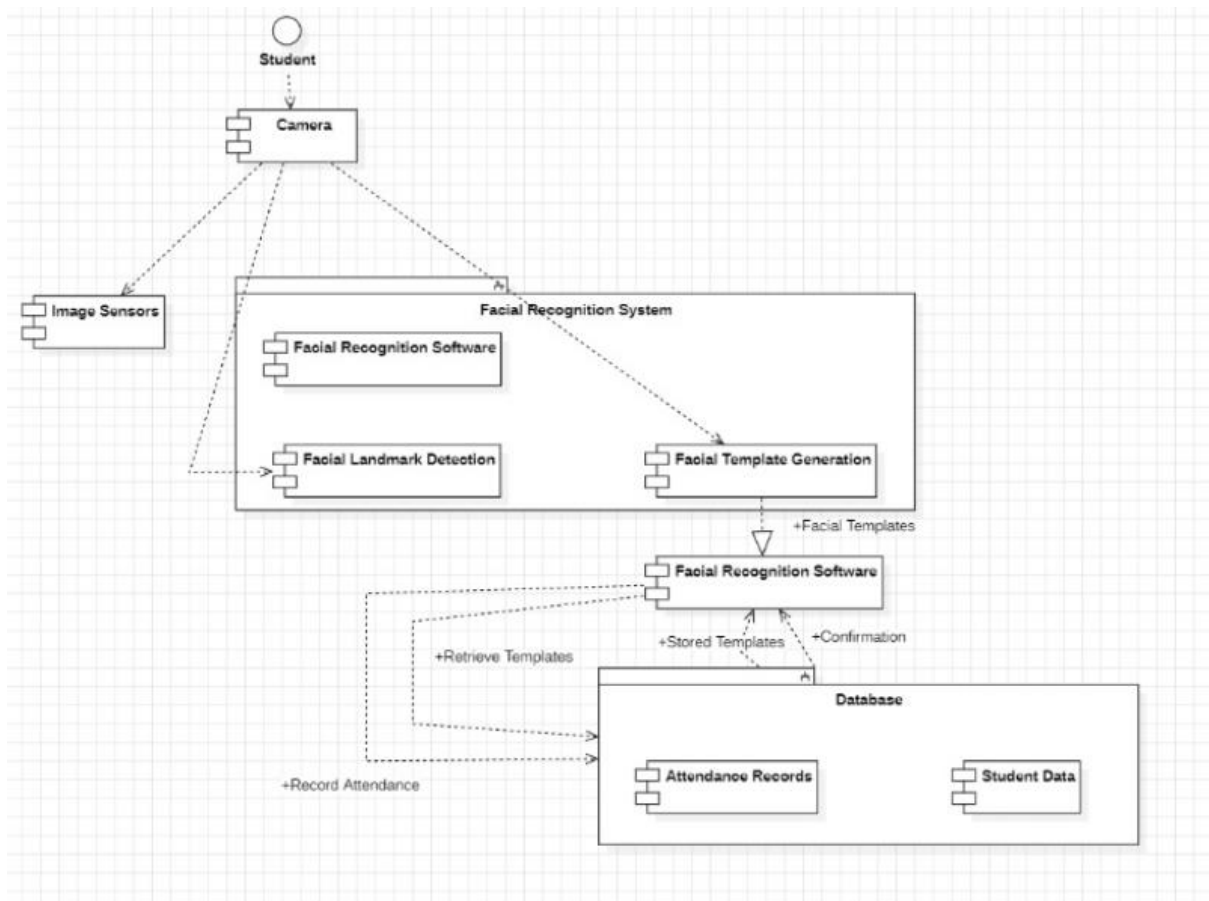 Student
Camera
Image Sensors
Facial Recognition System
Facial Recognition Software
Facial Landmark Detection
Facial Template Generation
+Facial Templates
Facial Recognition Software
+Stored Templates
+Confirmation
+Retrieve Templates
Database
Attendance Records
Student Data
+Record Attendance